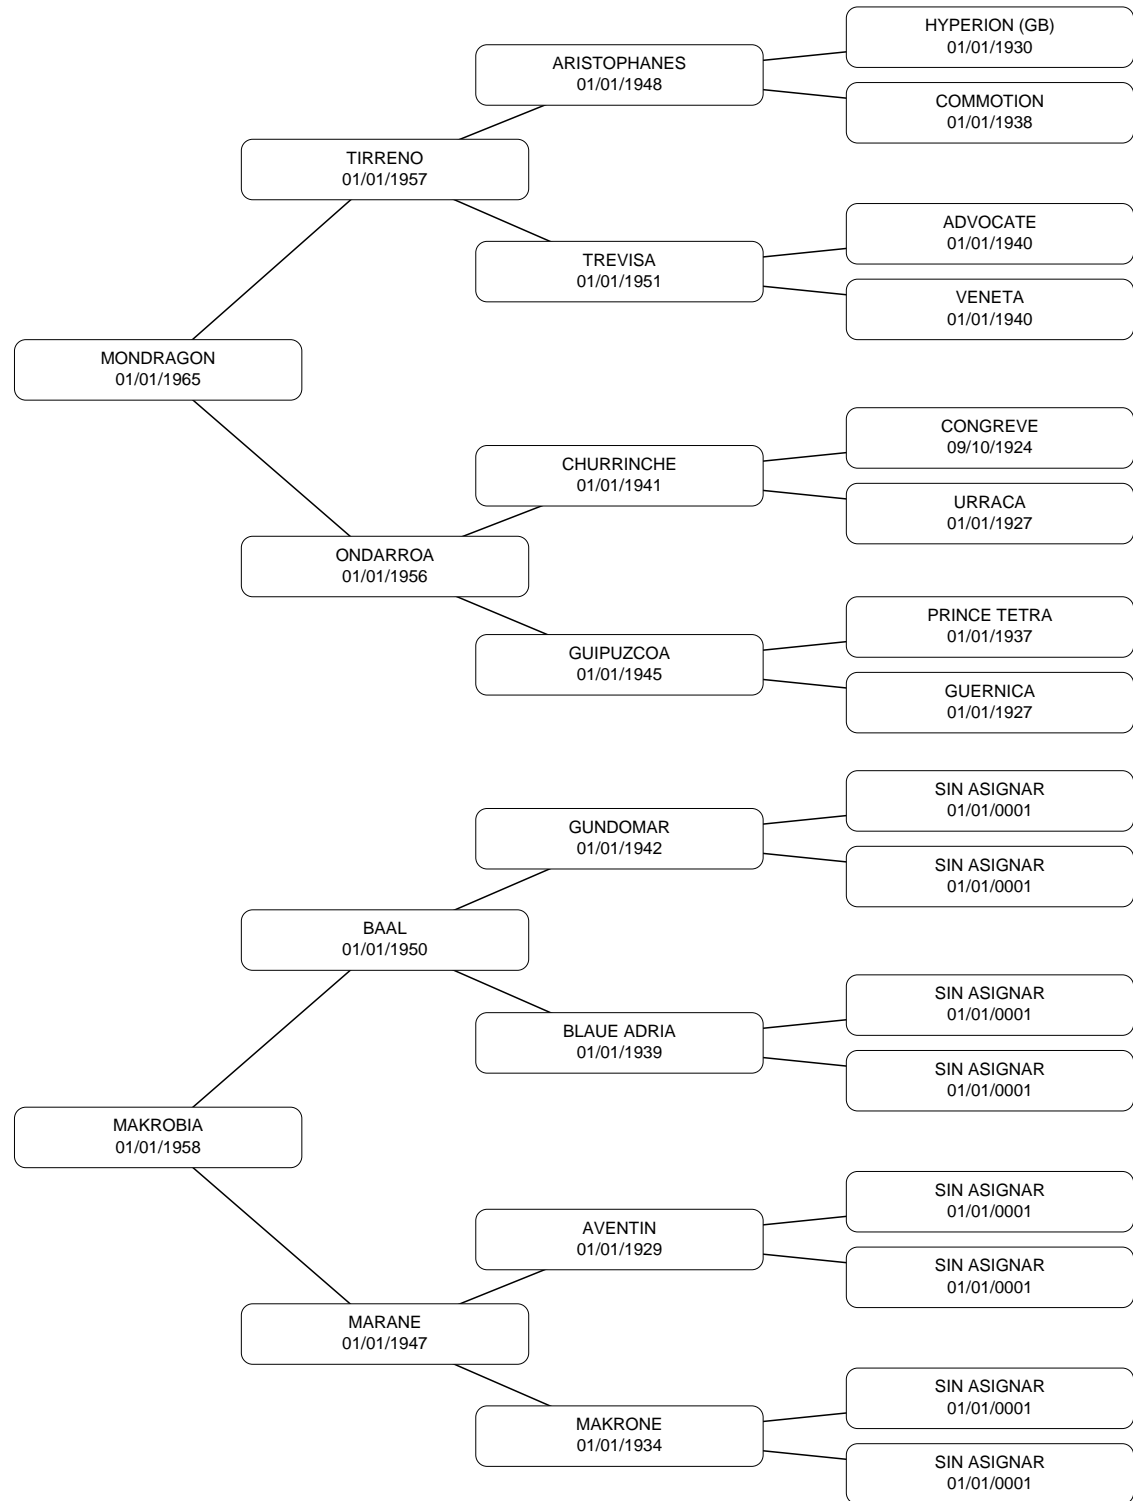 HYPERION (GB)
01/01/1930
ARISTOPHANES
01/01/1948
COMMOTION
01/01/1938
TIRRENO
01/01/1957
ADVOCATE
01/01/1940
TREVISA
01/01/1951
VENETA
01/01/1940
MONDRAGON
01/01/1965
CONGREVE
09/10/1924
CHURRINCHE
01/01/1941
URRACA
01/01/1927
ONDARROA
01/01/1956
PRINCE TETRA
01/01/1937
GUIPUZCOA
01/01/1945
GUERNICA
01/01/1927
SIN ASIGNAR
01/01/0001
GUNDOMAR
01/01/1942
SIN ASIGNAR
01/01/0001
BAAL
01/01/1950
SIN ASIGNAR
01/01/0001
BLAUE ADRIA
01/01/1939
SIN ASIGNAR
01/01/0001
MAKROBIA
01/01/1958
SIN ASIGNAR
01/01/0001
AVENTIN
01/01/1929
SIN ASIGNAR
01/01/0001
MARANE
01/01/1947
SIN ASIGNAR
01/01/0001
MAKRONE
01/01/1934
SIN ASIGNAR
01/01/0001